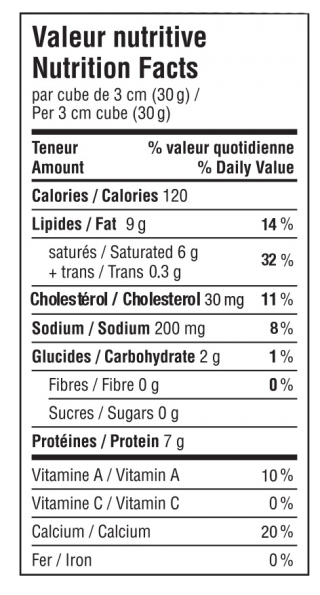 Valeur nutritive
Nutrition Facts
par cube de 3 cm (30 g) /
Per 3 cm cube (30 g)
Teneur % valeur quotidienne
Amount % Daily Value
Calories / Calories 120
Lipides / Fat 9 g 14 %
saturés / Saturated 6 g
+ trans / Trans 0.3 g 32 %
Cholestérol / Cholesterol 30 mg 11 %
Sodium / Sodium 200 mg 8 %
Glucides / Carbohydrate 2 g 1 %
Fibres / Fibre 0 g 0 %
Sucres / Sugars 0 g
Protéines / Protein 7 g
Vitamine A / Vitamin A 10 %
Vitamine C / Vitamin C 0 %
Calcium / Calcium 20 %
Fer / Iron 0 %